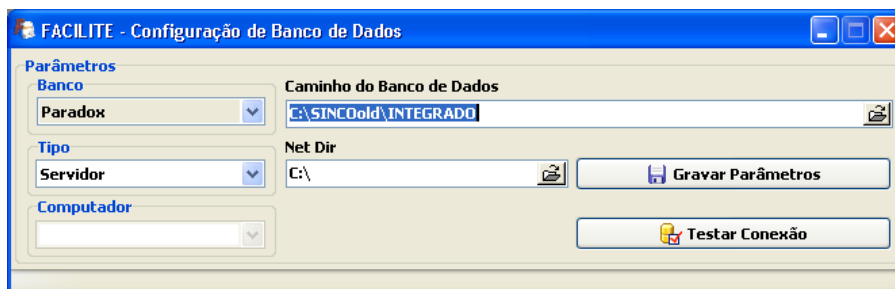 FACILITE - Configuração de Banco de Dados
Parâmetros
Banco
Caminho do Banco de Dados
Paradox
C:\SINCOold\INTEGRADO
Tipo
Net Dir
Servidor
C:\
Gravar Parâmetros
Computador
Testar Conexão